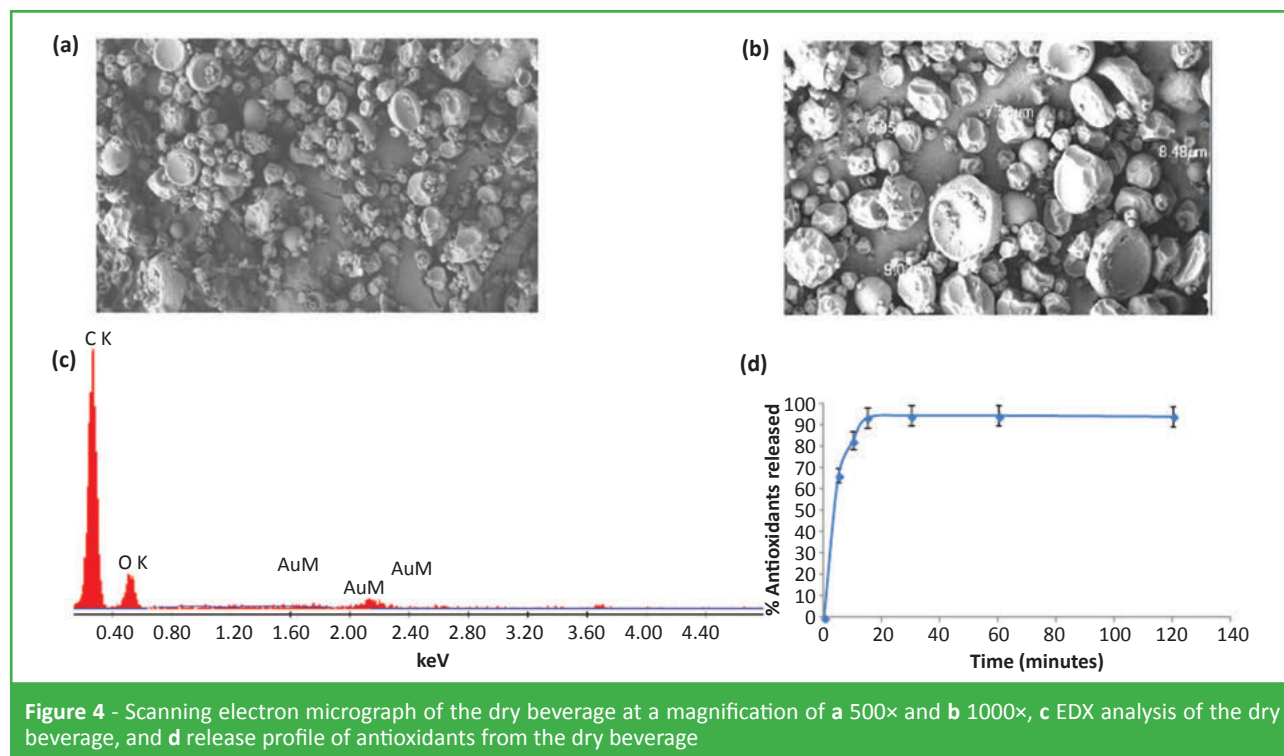 (a)
(b)
6.95µm
8.48µm
(c)
C K
O K
AuM
AuM
AuM
0.40 0.80 1.20 1.60 2.00 2.40 2.80 3.20 3.60 4.00 4.40
keV
(d)
% Antioxidants released
100
90
80
70
60
50
40
30
20
10
0
0 20 40 60 80 100 120 140
Time (minutes)
Figure 4 - Scanning electron micrograph of the dry beverage at a magnification of a 500× and b 1000×, c EDX analysis of the dry
beverage, and d release profile of antioxidants from the dry beverage